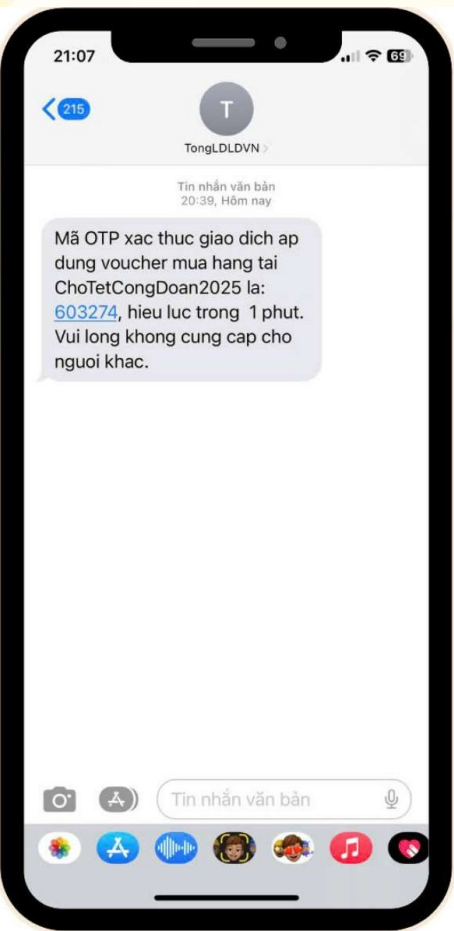 21:07
69
215
T
TongLDLDVN
Tin nhắn văn bản
20:39, Hôm nay
Mã OTP xac thuc giao dich ap
dung voucher mua hang tai
ChoTetCongDoan2025 la:
603274, hieu luc trong 1 phut.
Vui long khong cung cap cho
nguoi khac.
Tin nhắn văn bản